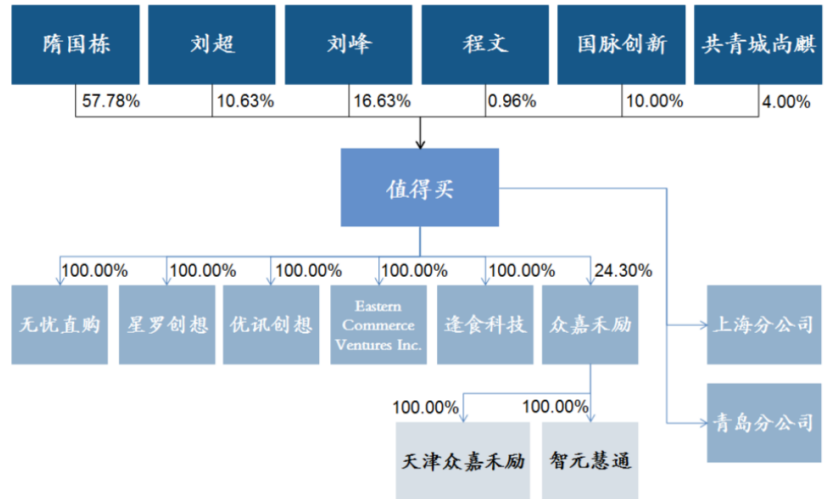 隋国栋
刘超
刘峰
程文
国脉创新
共青城尚麒
57.78%
10.63%
16.63%
0.96%
10.00%
4.00%
值得买
100.00%
100.00%
100.00%
100.00%
100.00%
24.30%
无忧直购
星罗创想
优讯创想
Eastern
Commerce
Ventures Inc.
逢食科技
众嘉禾励
上海分公司
100.00%
100.00%
青岛分公司
天津众嘉禾励
智元慧通